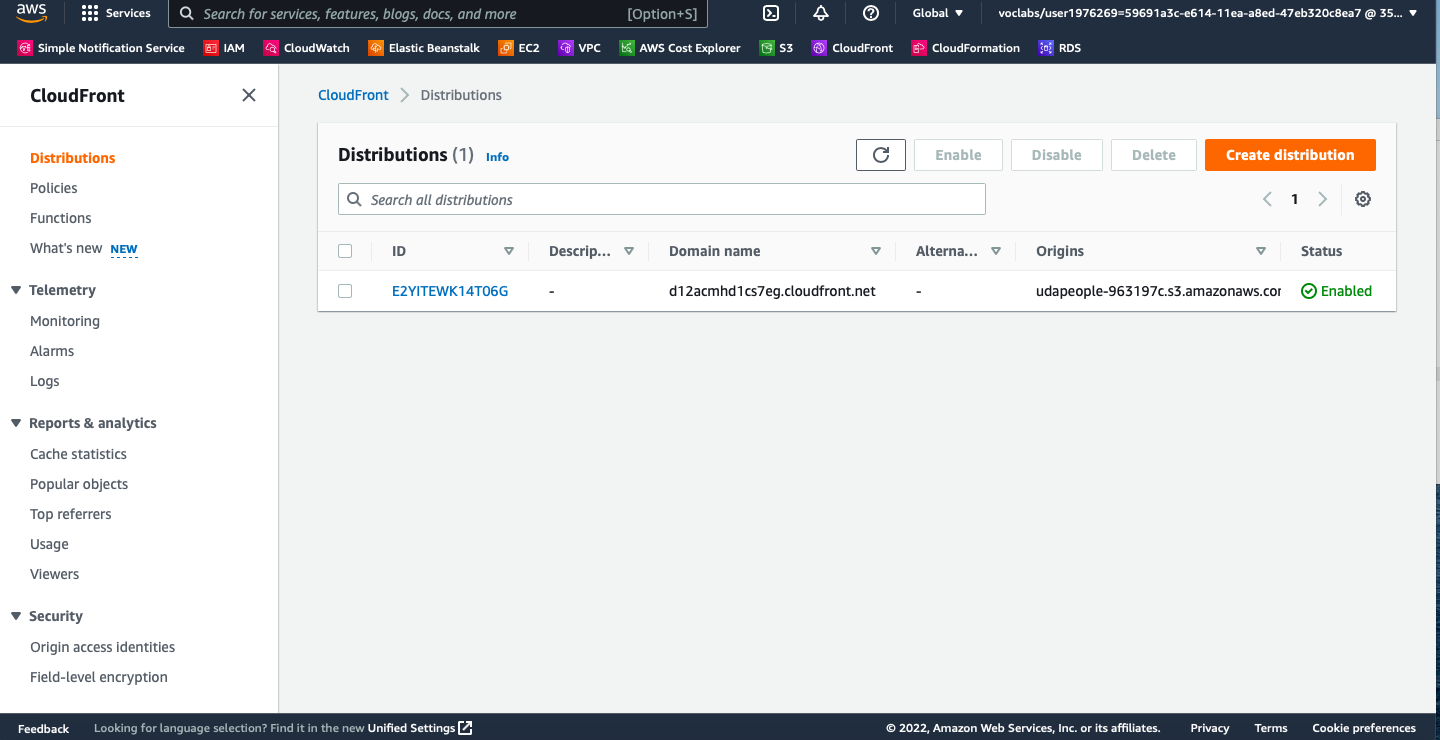 aws Services Search for services, features, blogs, docs, and more [Option+S] Global voclabs/user1976269=59691a3c-e614-11ea-a8ed-47eb320c8ea7 @ 35...
Simple Notification Service IAM CloudWatch Elastic Beanstalk EC2 VPC AWS Cost Explorer S3 CloudFront CloudFormation RDS
CloudFront
Distributions
Policies
Functions
What's new NEW
Telemetry
Monitoring
Alarms
Logs
Reports & analytics
Cache statistics
Popular objects
Top referrers
Usage
Viewers
Security
Origin access identities
Field-level encryption
CloudFront Distributions
Distributions (1) Info Enable Disable Delete Create distribution
Search all distributions 1
ID Descrip... Domain name Alterna... Origins Status
E2YITEWK14T06G - d12acmhd1cs7eg.cloudfront.net - udapeople-963197c.s3.amazonaws.cor Enabled
Feedback Looking for language selection? Find it in the new Unified Settings © 2022, Amazon Web Services, Inc. or its affiliates. Privacy Terms Cookie preferences